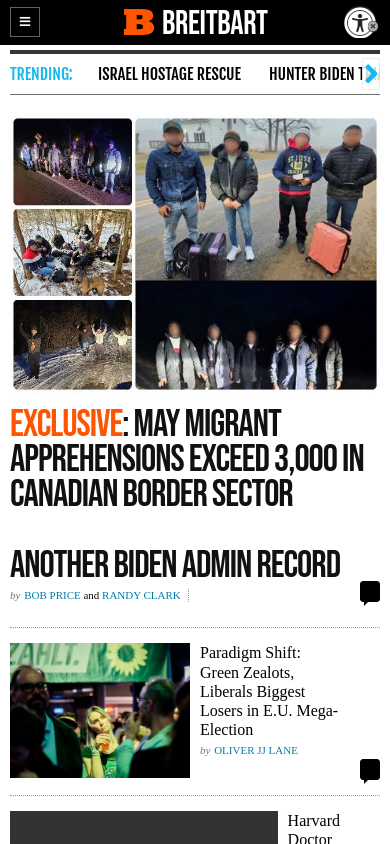 B BREITBART
TRENDING: ISRAEL HOSTAGE RESCUE HUNTER BIDEN T
EXCLUSIVE: MAY MIGRANT
APPREHENSIONS EXCEED 3,000 IN
CANADIAN BORDER SECTOR
ANOTHER BIDEN ADMIN RECORD
by BOB PRICE and RANDY CLARK
Paradigm Shift:
Green Zealots,
Liberals Biggest
Losers in E.U. Mega-
Election
by OLIVER JJ LANE
Harvard
Doctor